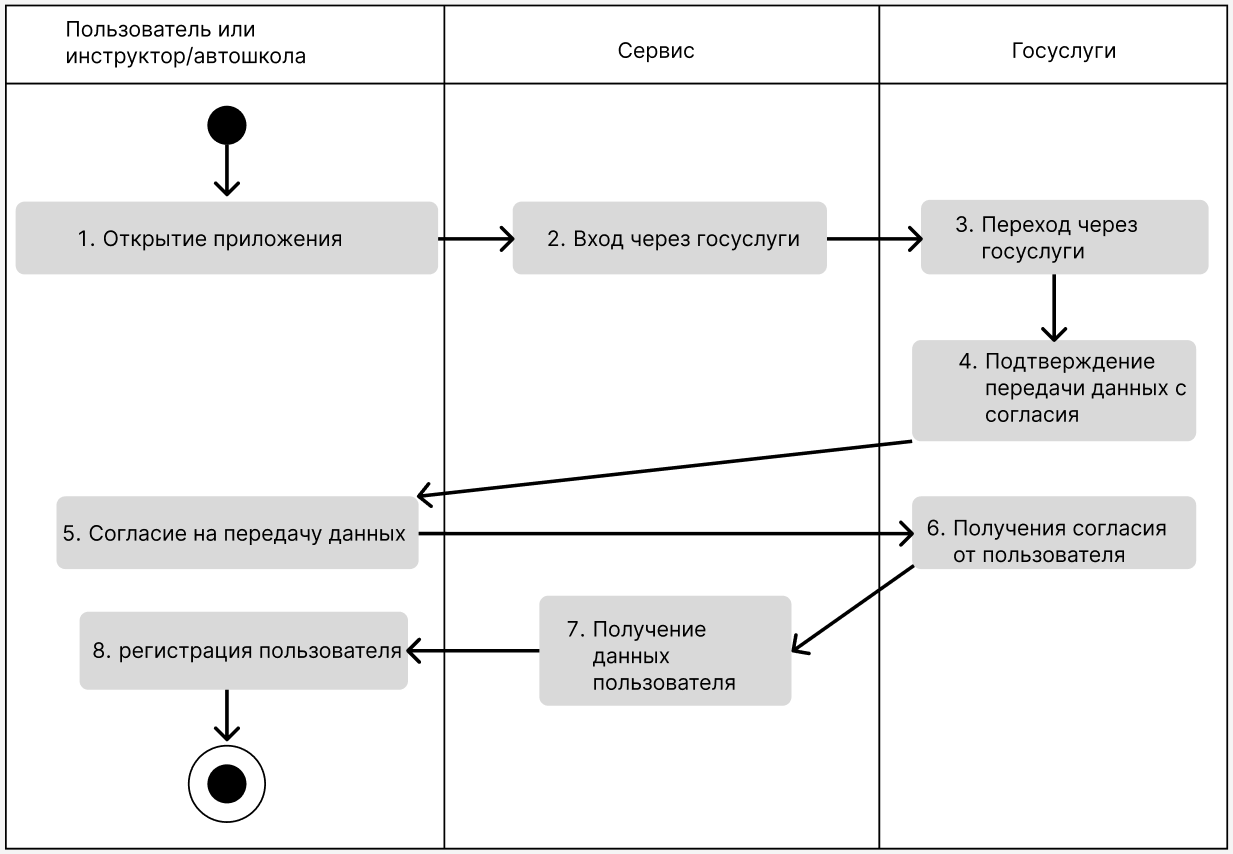 Пользователь или
инструктор/автошкола
Сервис
Госуслуги
1. Открытие приложения
2. Вход через госуслуги
3. Переход через
госуслуги
4. Подтверждение
передачи данных с
согласия
5. Согласие на передачу данных
6. Получения согласия
от пользователя
7. Получение
данных
пользователя
8. регистрация пользователя